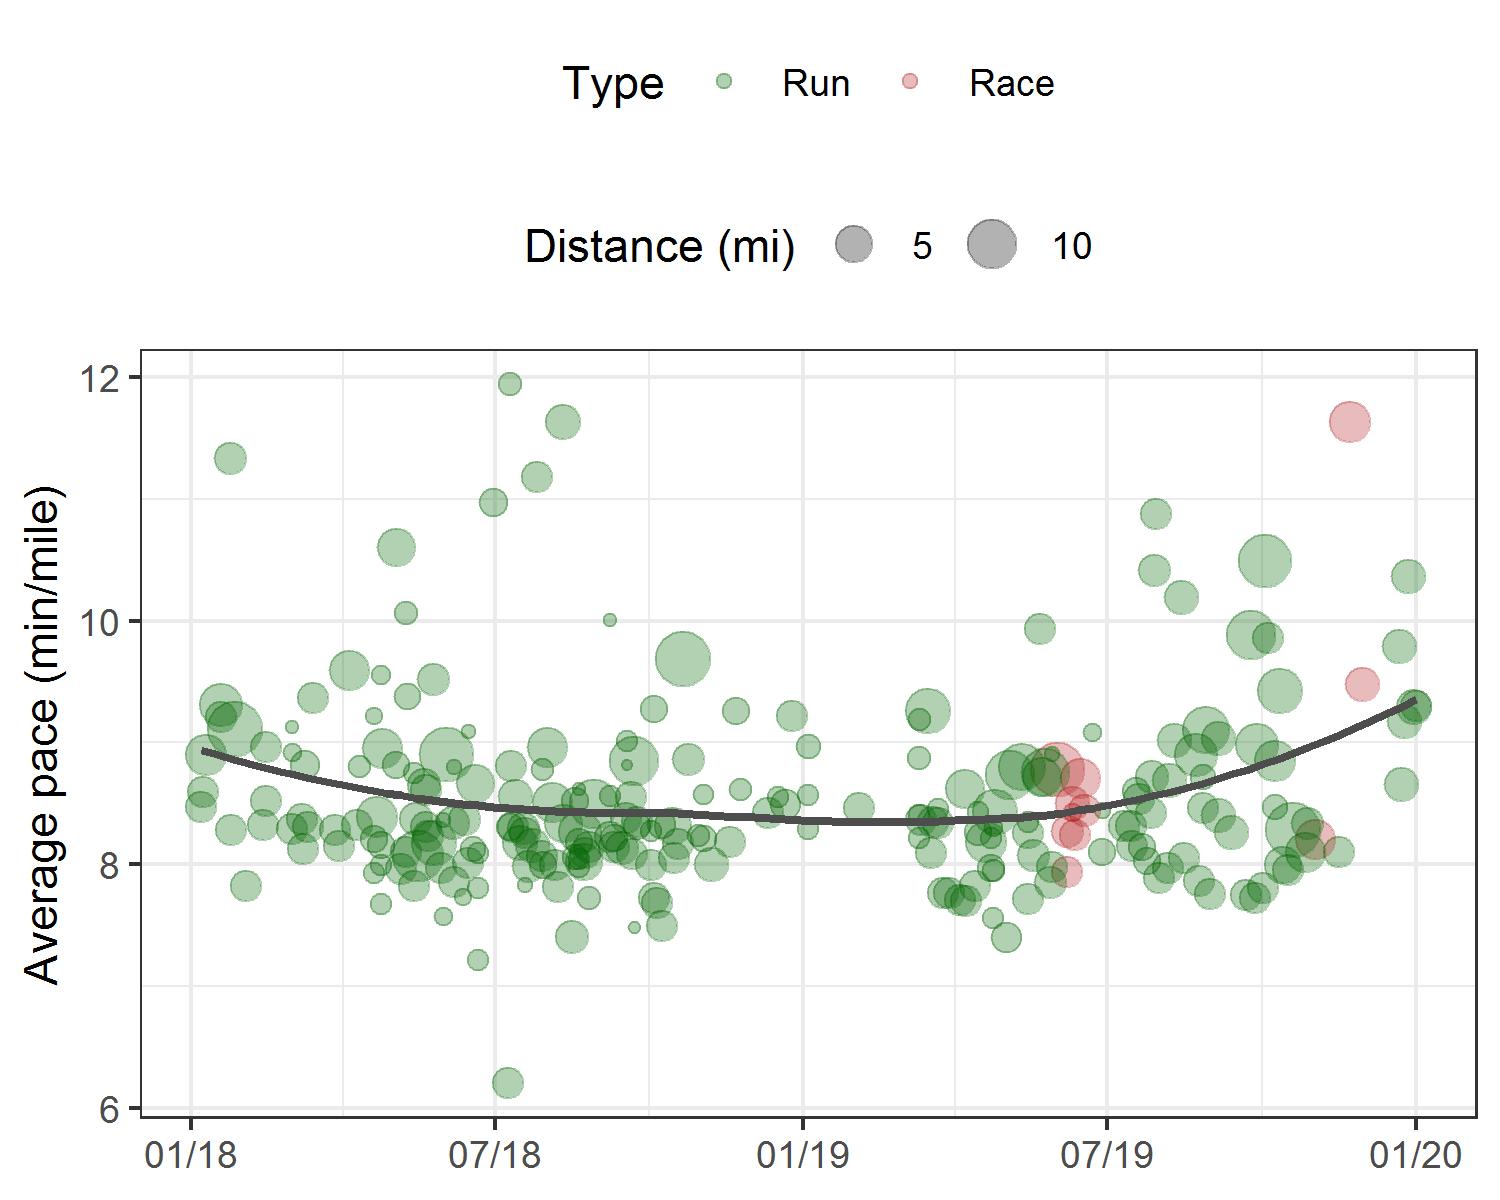 Type Run Race
Distance (mi) 5 10
Average pace (min/mile)
12
10
8
6
01/18 07/18 01/19 07/19 01/20